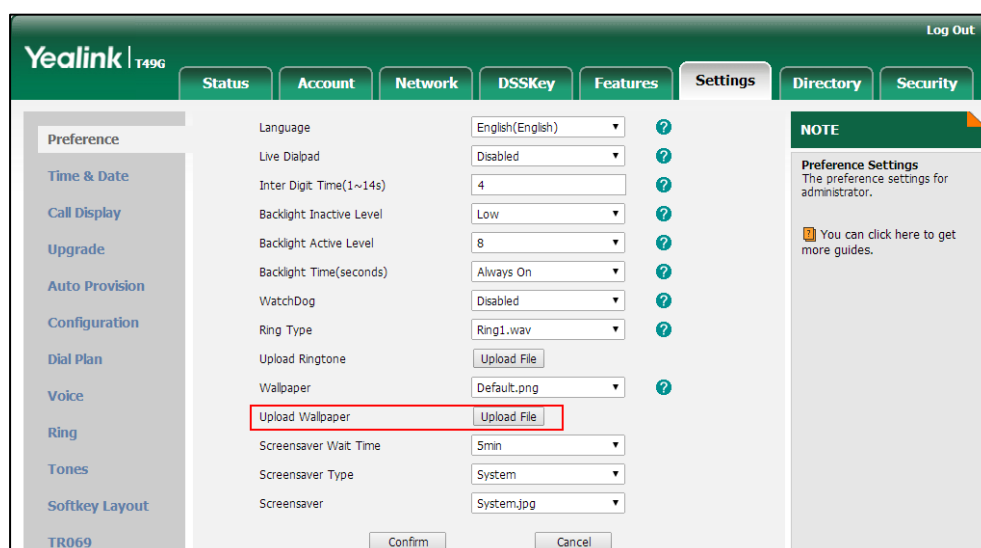 Log Out
Yealink T49G
Status Account Network DSSKey Features Settings Directory Security
Preference
Time & Date
Call Display
Upgrade
Auto Provision
Configuration
Dial Plan
Voice
Ring
Tones
Softkey Layout
TR069
Language English(English) ?
Live Dialpad Disabled ?
Inter Digit Time(1~14s) 4 ?
Backlight Inactive Level Low ?
Backlight Active Level 8 ?
Backlight Time(seconds) Always On ?
WatchDog Disabled ?
Ring Type Ring1.wav ?
Upload Ringtone Upload File
Wallpaper Default.png ?
Upload Wallpaper Upload File
Screensaver Wait Time 5min
Screensaver Type System
Screensaver System.jpg
Confirm Cancel
NOTE
Preference Settings
The preference settings for
administrator.
? You can click here to get
more guides.